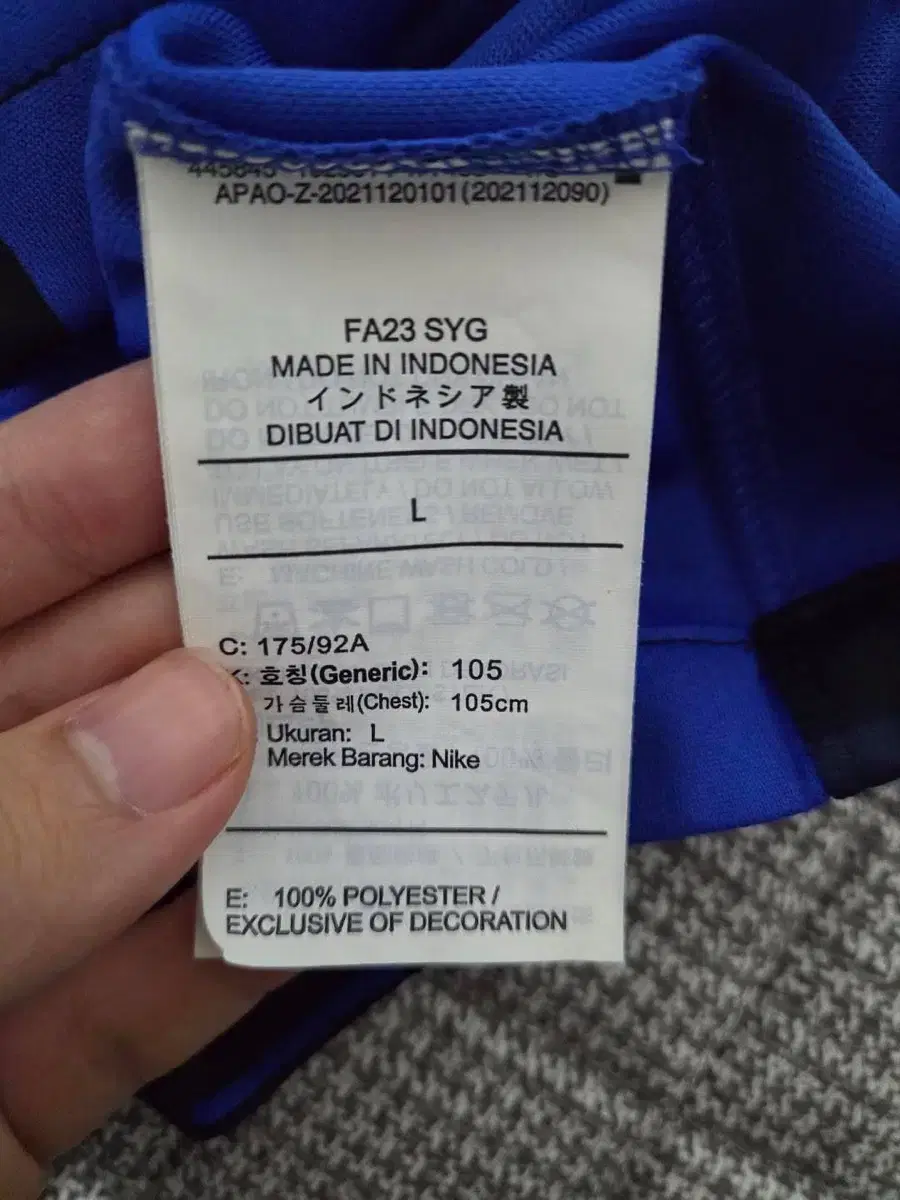 APAO-Z-2021120101(202112090)
FA23 SYG
MADE IN INDONESIA
インドネシア製
DIBUAT DI INDONESIA
L
C: 175/92A
K: 호칭(Generic): 105
가슴둘레(Chest): 105cm
Ukuran: L
Merek Barang: Nike
E: 100% POLYESTER /
EXCLUSIVE OF DECORATION